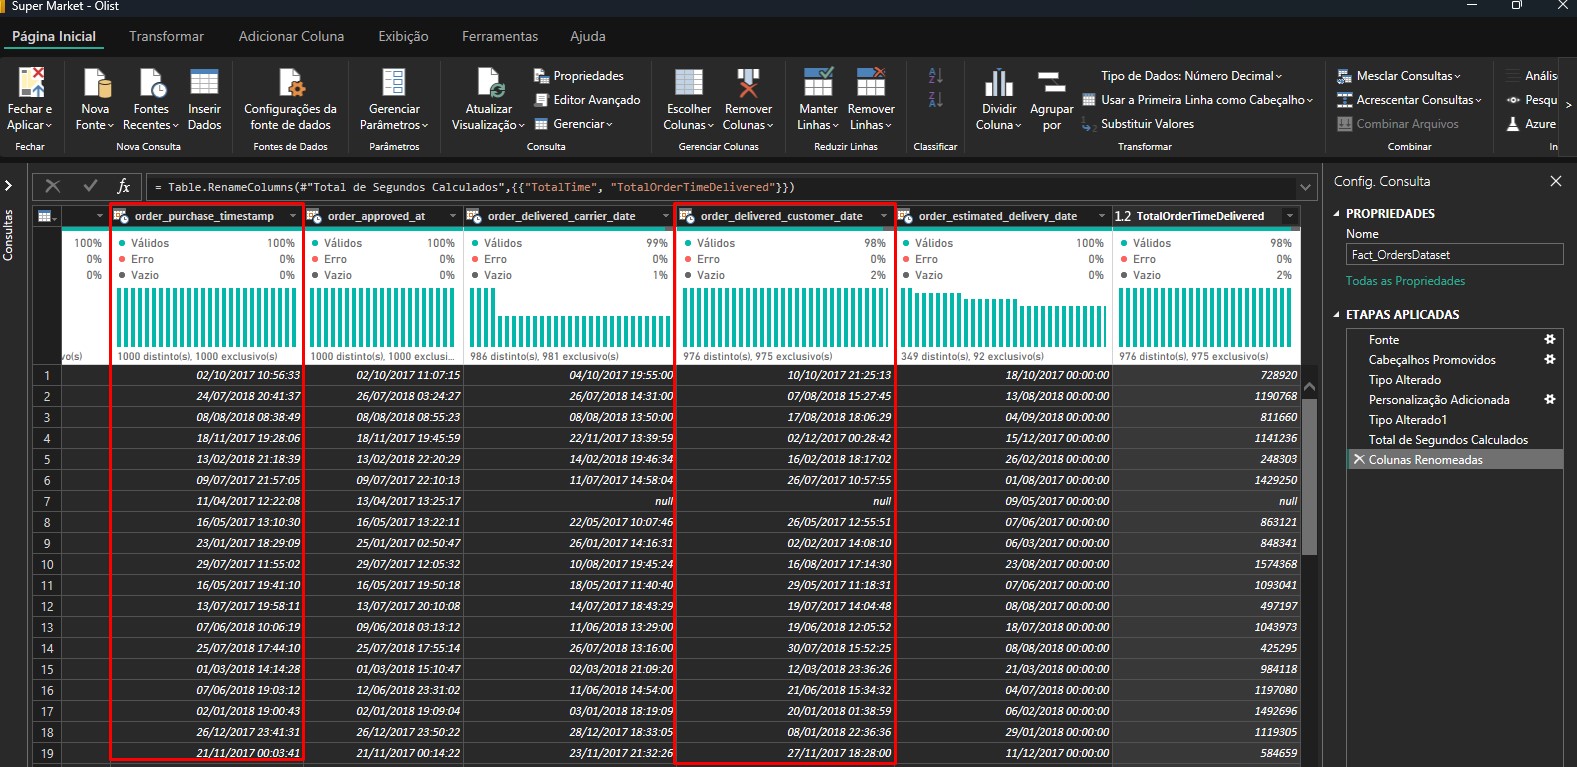 Super Market - Olist
Página Inicial Transformar Adicionar Coluna Exibição Ferramentas Ajuda
Fechar e Aplicar
Fechar
Nova Fonte Fontes Recentes Inserir Dados
Nova Consulta
Configurações da fonte de dados
Fontes de Dados
Gerenciar Parâmetros
Parâmetros
Atualizar Visualização
Propriedades
Editor Avançado
Gerenciar
Consulta
Escolher Colunas Remover Colunas
Gerenciar Colunas
Manter Linhas Remover Linhas
Reduzir Linhas
Classificar
Dividir Coluna Agrupar por
Tipo de Dados: Número Decimal
Usar a Primeira Linha como Cabeçalho
Substituir Valores
Transformar
Mesclar Consultas
Acrescentar Consultas
Combinar Arquivos
Combinar
Anális
Pesqu
Azure
In
Consultas
fx = Table.RenameColumns(#"Total de Segundos Calculados",{{"TotalTime", "TotalOrderTimeDelivered"}})
order_purchase_timestamp order_approved_at order_delivered_carrier_date order_delivered_customer_date order_estimated_delivery_date 1.2 TotalOrderTimeDelivered
100% Válidos 100% Válidos 100% Válidos 99% Válidos 98% Válidos 100% Válidos 98%
0% Erro 0% Erro 0% Erro 0% Erro 0% Erro 0% Erro 0%
0% Vazio 0% Vazio 0% Vazio 1% Vazio 2% Vazio 0% Vazio 2%
vo(s) 1000 distinto(s), 1000 exclusivo(s) 1000 distinto(s), 1000 exclusi... 986 distinto(s), 981 exclusivo(s) 976 distinto(s), 975 exclusivo(s) 349 distinto(s), 92 exclusivo(s) 976 distinto(s), 975 exclusivo(s)
1 02/10/2017 10:56:33 02/10/2017 11:07:15 04/10/2017 19:55:00 10/10/2017 21:25:13 18/10/2017 00:00:00 728920
2 24/07/2018 20:41:37 26/07/2018 03:24:27 26/07/2018 14:31:00 07/08/2018 15:27:45 13/08/2018 00:00:00 1190768
3 08/08/2018 08:38:49 08/08/2018 08:55:23 08/08/2018 13:50:00 17/08/2018 18:06:29 04/09/2018 00:00:00 811660
4 18/11/2017 19:28:06 18/11/2017 19:45:59 22/11/2017 13:39:59 02/12/2017 00:28:42 15/12/2017 00:00:00 1141236
5 13/02/2018 21:18:39 13/02/2018 22:20:29 14/02/2018 19:46:34 16/02/2018 18:17:02 26/02/2018 00:00:00 248303
6 09/07/2017 21:57:05 09/07/2017 22:10:13 11/07/2017 14:58:04 26/07/2017 10:57:55 01/08/2017 00:00:00 1429250
7 11/04/2017 12:22:08 13/04/2017 13:25:17 null null 09/05/2017 00:00:00 null
8 16/05/2017 13:10:30 16/05/2017 13:22:11 22/05/2017 10:07:46 26/05/2017 12:55:51 07/06/2017 00:00:00 863121
9 23/01/2017 18:29:09 25/01/2017 02:50:47 26/01/2017 14:16:31 02/02/2017 14:08:10 06/03/2017 00:00:00 848341
10 29/07/2017 11:55:02 29/07/2017 12:05:32 10/08/2017 19:45:24 16/08/2017 17:14:30 23/08/2017 00:00:00 1574368
11 16/05/2017 19:41:10 16/05/2017 19:50:18 18/05/2017 11:40:40 29/05/2017 11:18:31 07/06/2017 00:00:00 1093041
12 13/07/2017 19:58:11 13/07/2017 20:10:08 14/07/2017 18:43:29 19/07/2017 14:04:48 08/08/2017 00:00:00 497197
13 07/06/2018 10:06:19 09/06/2018 03:13:12 11/06/2018 13:29:00 19/06/2018 12:05:52 18/07/2018 00:00:00 1043973
14 25/07/2018 17:44:10 25/07/2018 17:55:14 26/07/2018 13:16:00 30/07/2018 15:52:25 08/08/2018 00:00:00 425295
15 01/03/2018 14:14:28 01/03/2018 15:10:47 02/03/2018 21:09:20 12/03/2018 23:36:26 21/03/2018 00:00:00 984118
16 07/06/2018 19:03:12 12/06/2018 23:31:02 11/06/2018 14:54:00 21/06/2018 15:34:32 04/07/2018 00:00:00 1197080
17 02/01/2018 19:00:43 02/01/2018 19:09:04 03/01/2018 18:19:09 20/01/2018 01:38:59 06/02/2018 00:00:00 1492696
18 26/12/2017 23:41:31 26/12/2017 23:50:22 28/12/2017 18:33:05 08/01/2018 22:36:36 29/01/2018 00:00:00 1119305
19 21/11/2017 00:03:41 21/11/2017 00:14:22 23/11/2017 21:32:26 27/11/2017 18:28:00 11/12/2017 00:00:00 584659
Config. Consulta
PROPRIEDADES
Nome
Fact_OrdersDataset
Todas as Propriedades
ETAPAS APLICADAS
Fonte
Cabeçalhos Promovidos
Tipo Alterado
Personalização Adicionada
Tipo Alterado1
Total de Segundos Calculados
Colunas Renomeadas